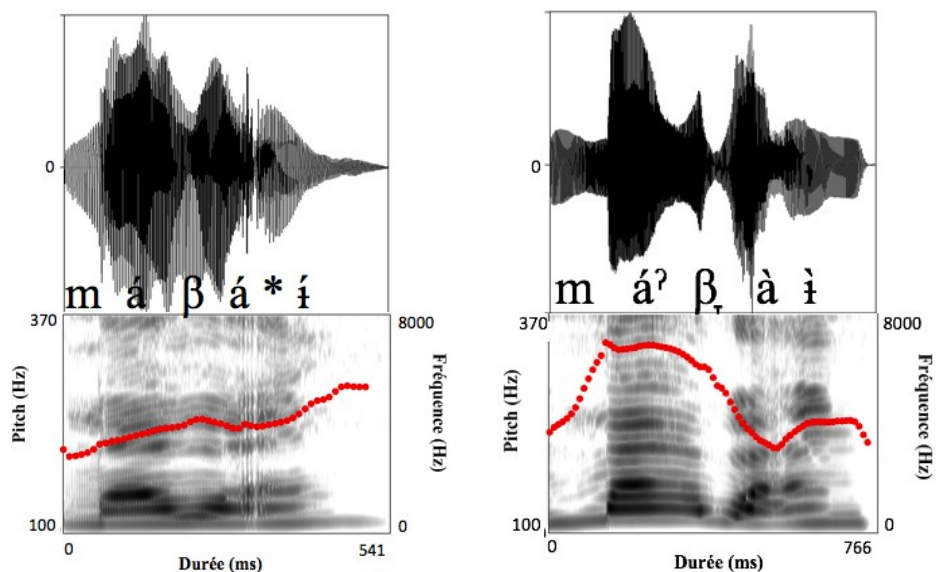 0
m á β á * ɨ́
370
8000
Pitch (Hz)
Fréquence (Hz)
100
0
0
541
Durée (ms)
0
m áˀ β̞ à ɨ̀
370
8000
Pitch (Hz)
Fréquence (Hz)
100
0
0
766
Durée (ms)